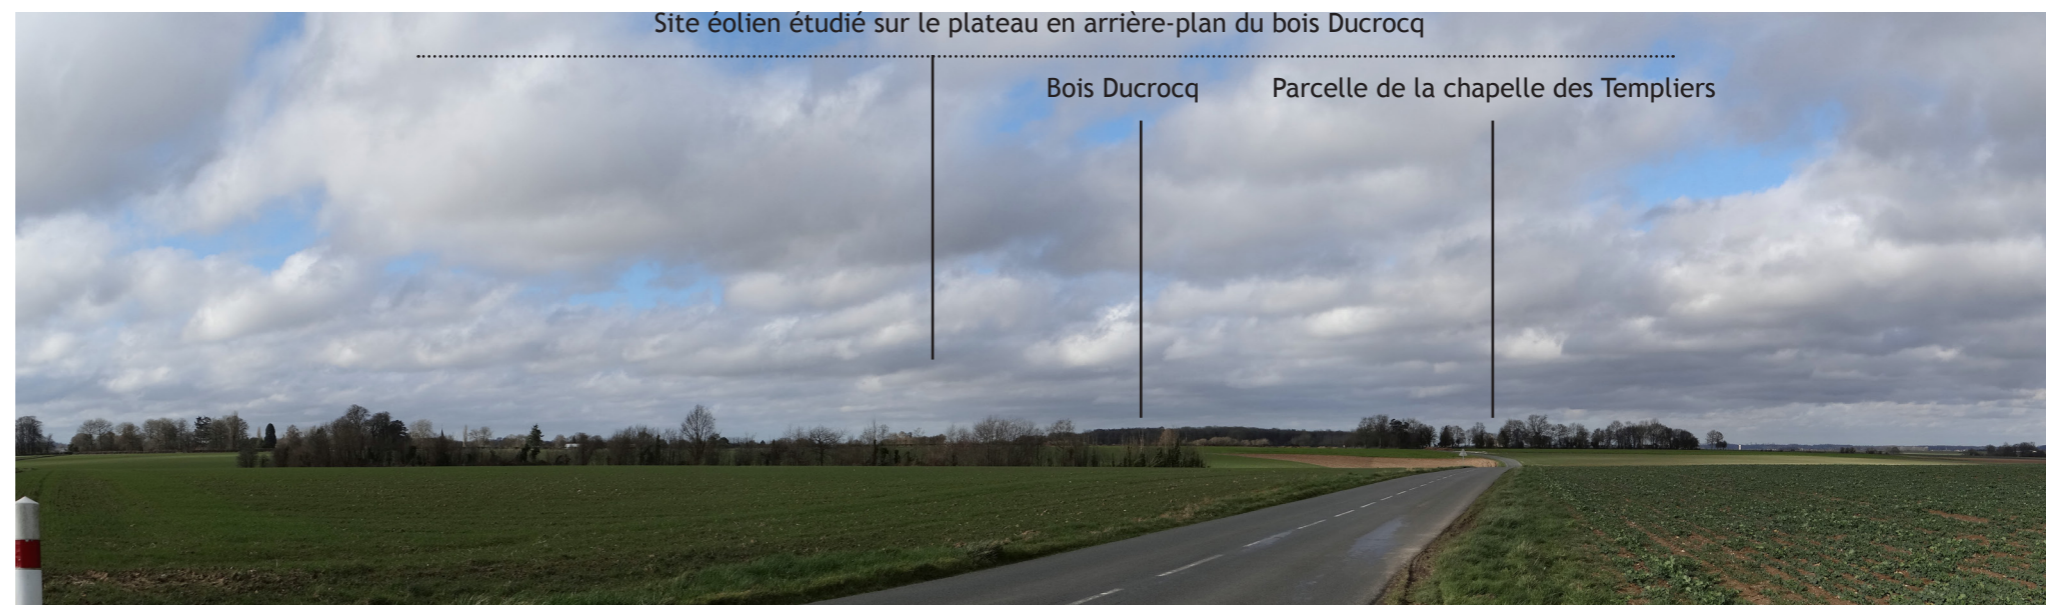 Site éolien étudié sur le plateau en arrière-plan du bois Ducrocq
Bois Ducrocq
Parcelle de la chapelle des Templiers